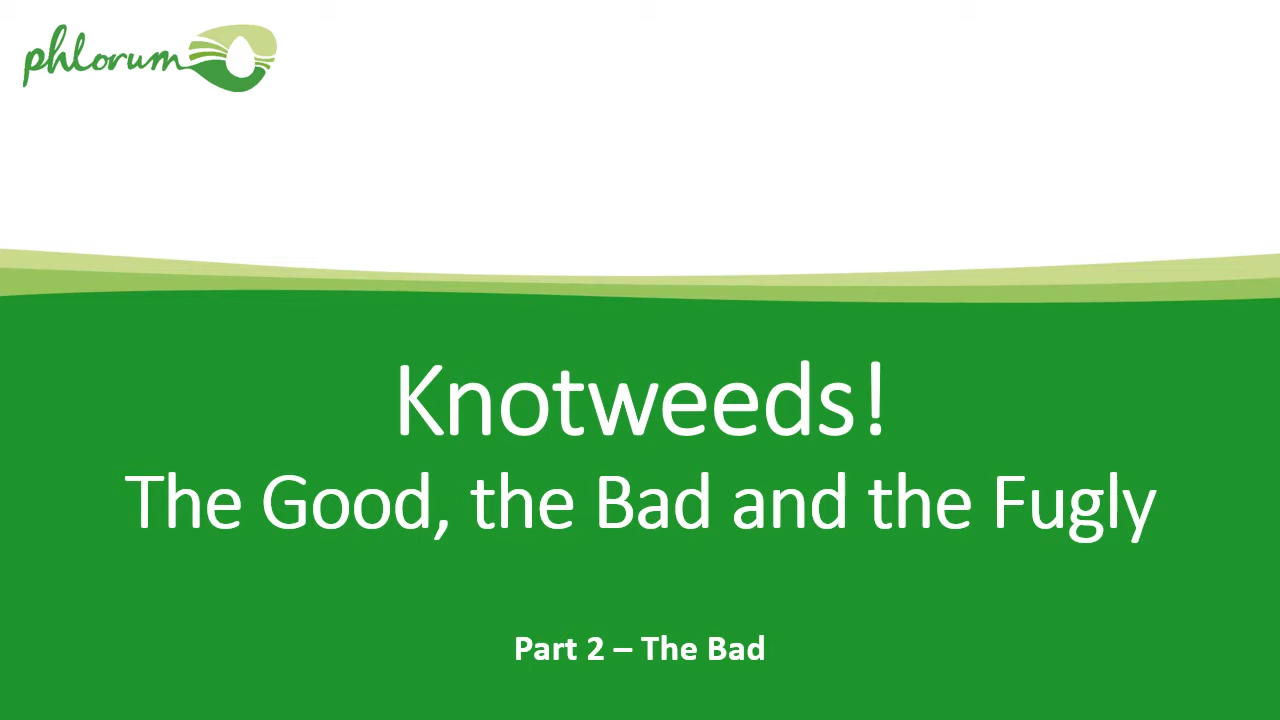 phlorum
Knotweeds!
The Good, the Bad and the Fugly
Part 2 – The Bad